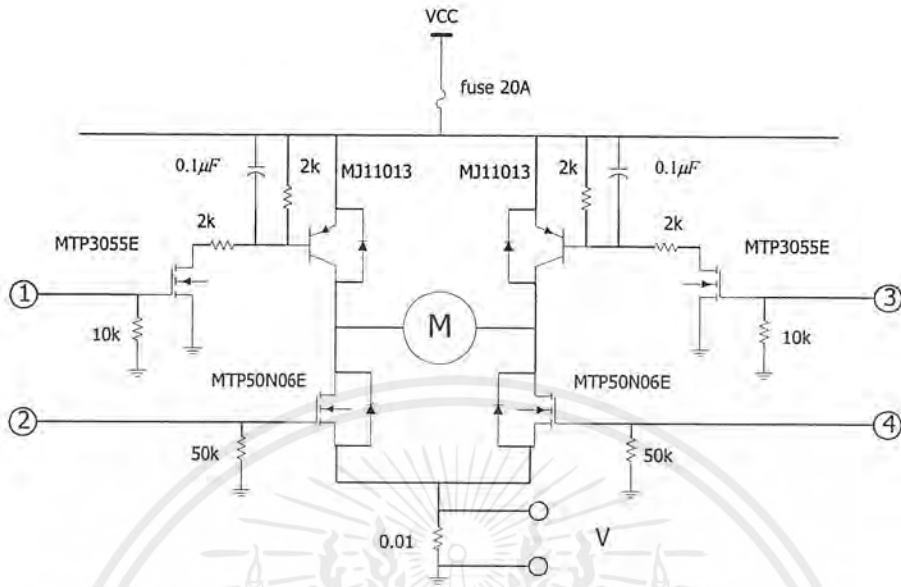 VCC
fuse 20A
0.1μF
2k
MJ11013
MJ11013
2k
0.1μF
2k
2k
MTP3055E
MTP3055E
1
3
M
10k
10k
MTP50N06E
MTP50N06E
2
4
50k
50k
0.01
V